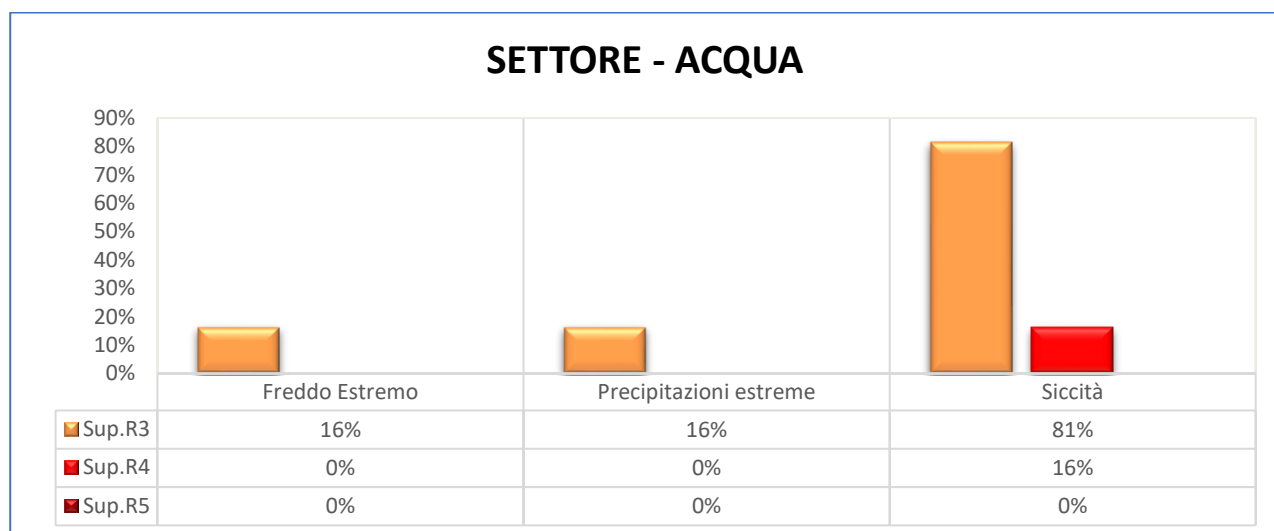 SETTORE - ACQUA
90%
80%
70%
60%
50%
40%
30%
20%
10%
0%
Freddo Estremo Precipitazioni estreme Siccità
Sup.R3 16% 16% 81%
Sup.R4 0% 0% 16%
Sup.R5 0% 0% 0%